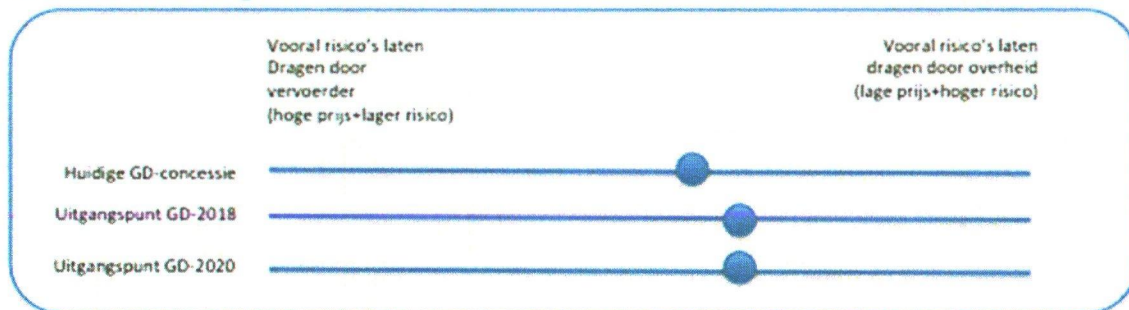 Vooral risico's laten
Dragen door
vervoerder
(hoge prijs+lager risico)
Vooral risico's laten
dragen door overheid
(lage prijs+hoger risico)
Huidige GD-concessie
Uitgangspunt GD-2018
Uitgangspunt GD-2020